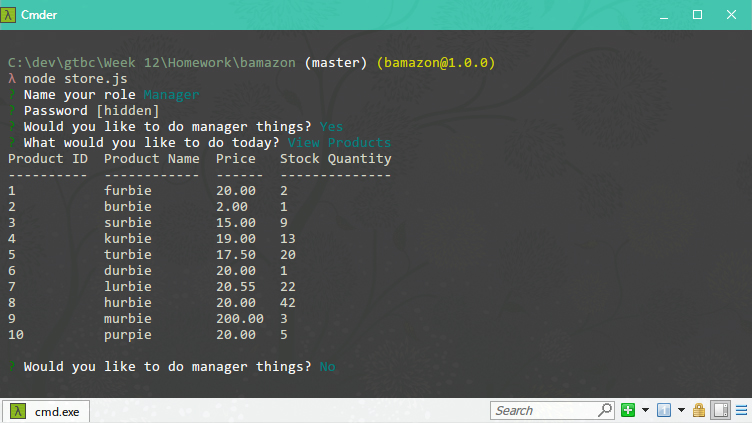 λ Cmder
C:\dev\gtbc\Week 12\Homework\bamazon (master) (bamazon@1.0.0)
λ node store.js
? Name your role Manager
? Password [hidden]
? Would you like to do manager things? Yes
? What would you like to do today? View Products
Product ID  Product Name  Price   Stock Quantity
----------  ------------  ------  --------------
1           furbie        20.00   2
2           burbie        2.00    1
3           surbie        15.00   9
4           kurbie        19.00   13
5           turbie        17.50   20
6           durbie        20.00   1
7           lurbie        20.55   22
8           hurbie        20.00   42
9           murbie        200.00  3
10          purpie        20.00   5
? Would you like to do manager things? No
λ cmd.exe Search